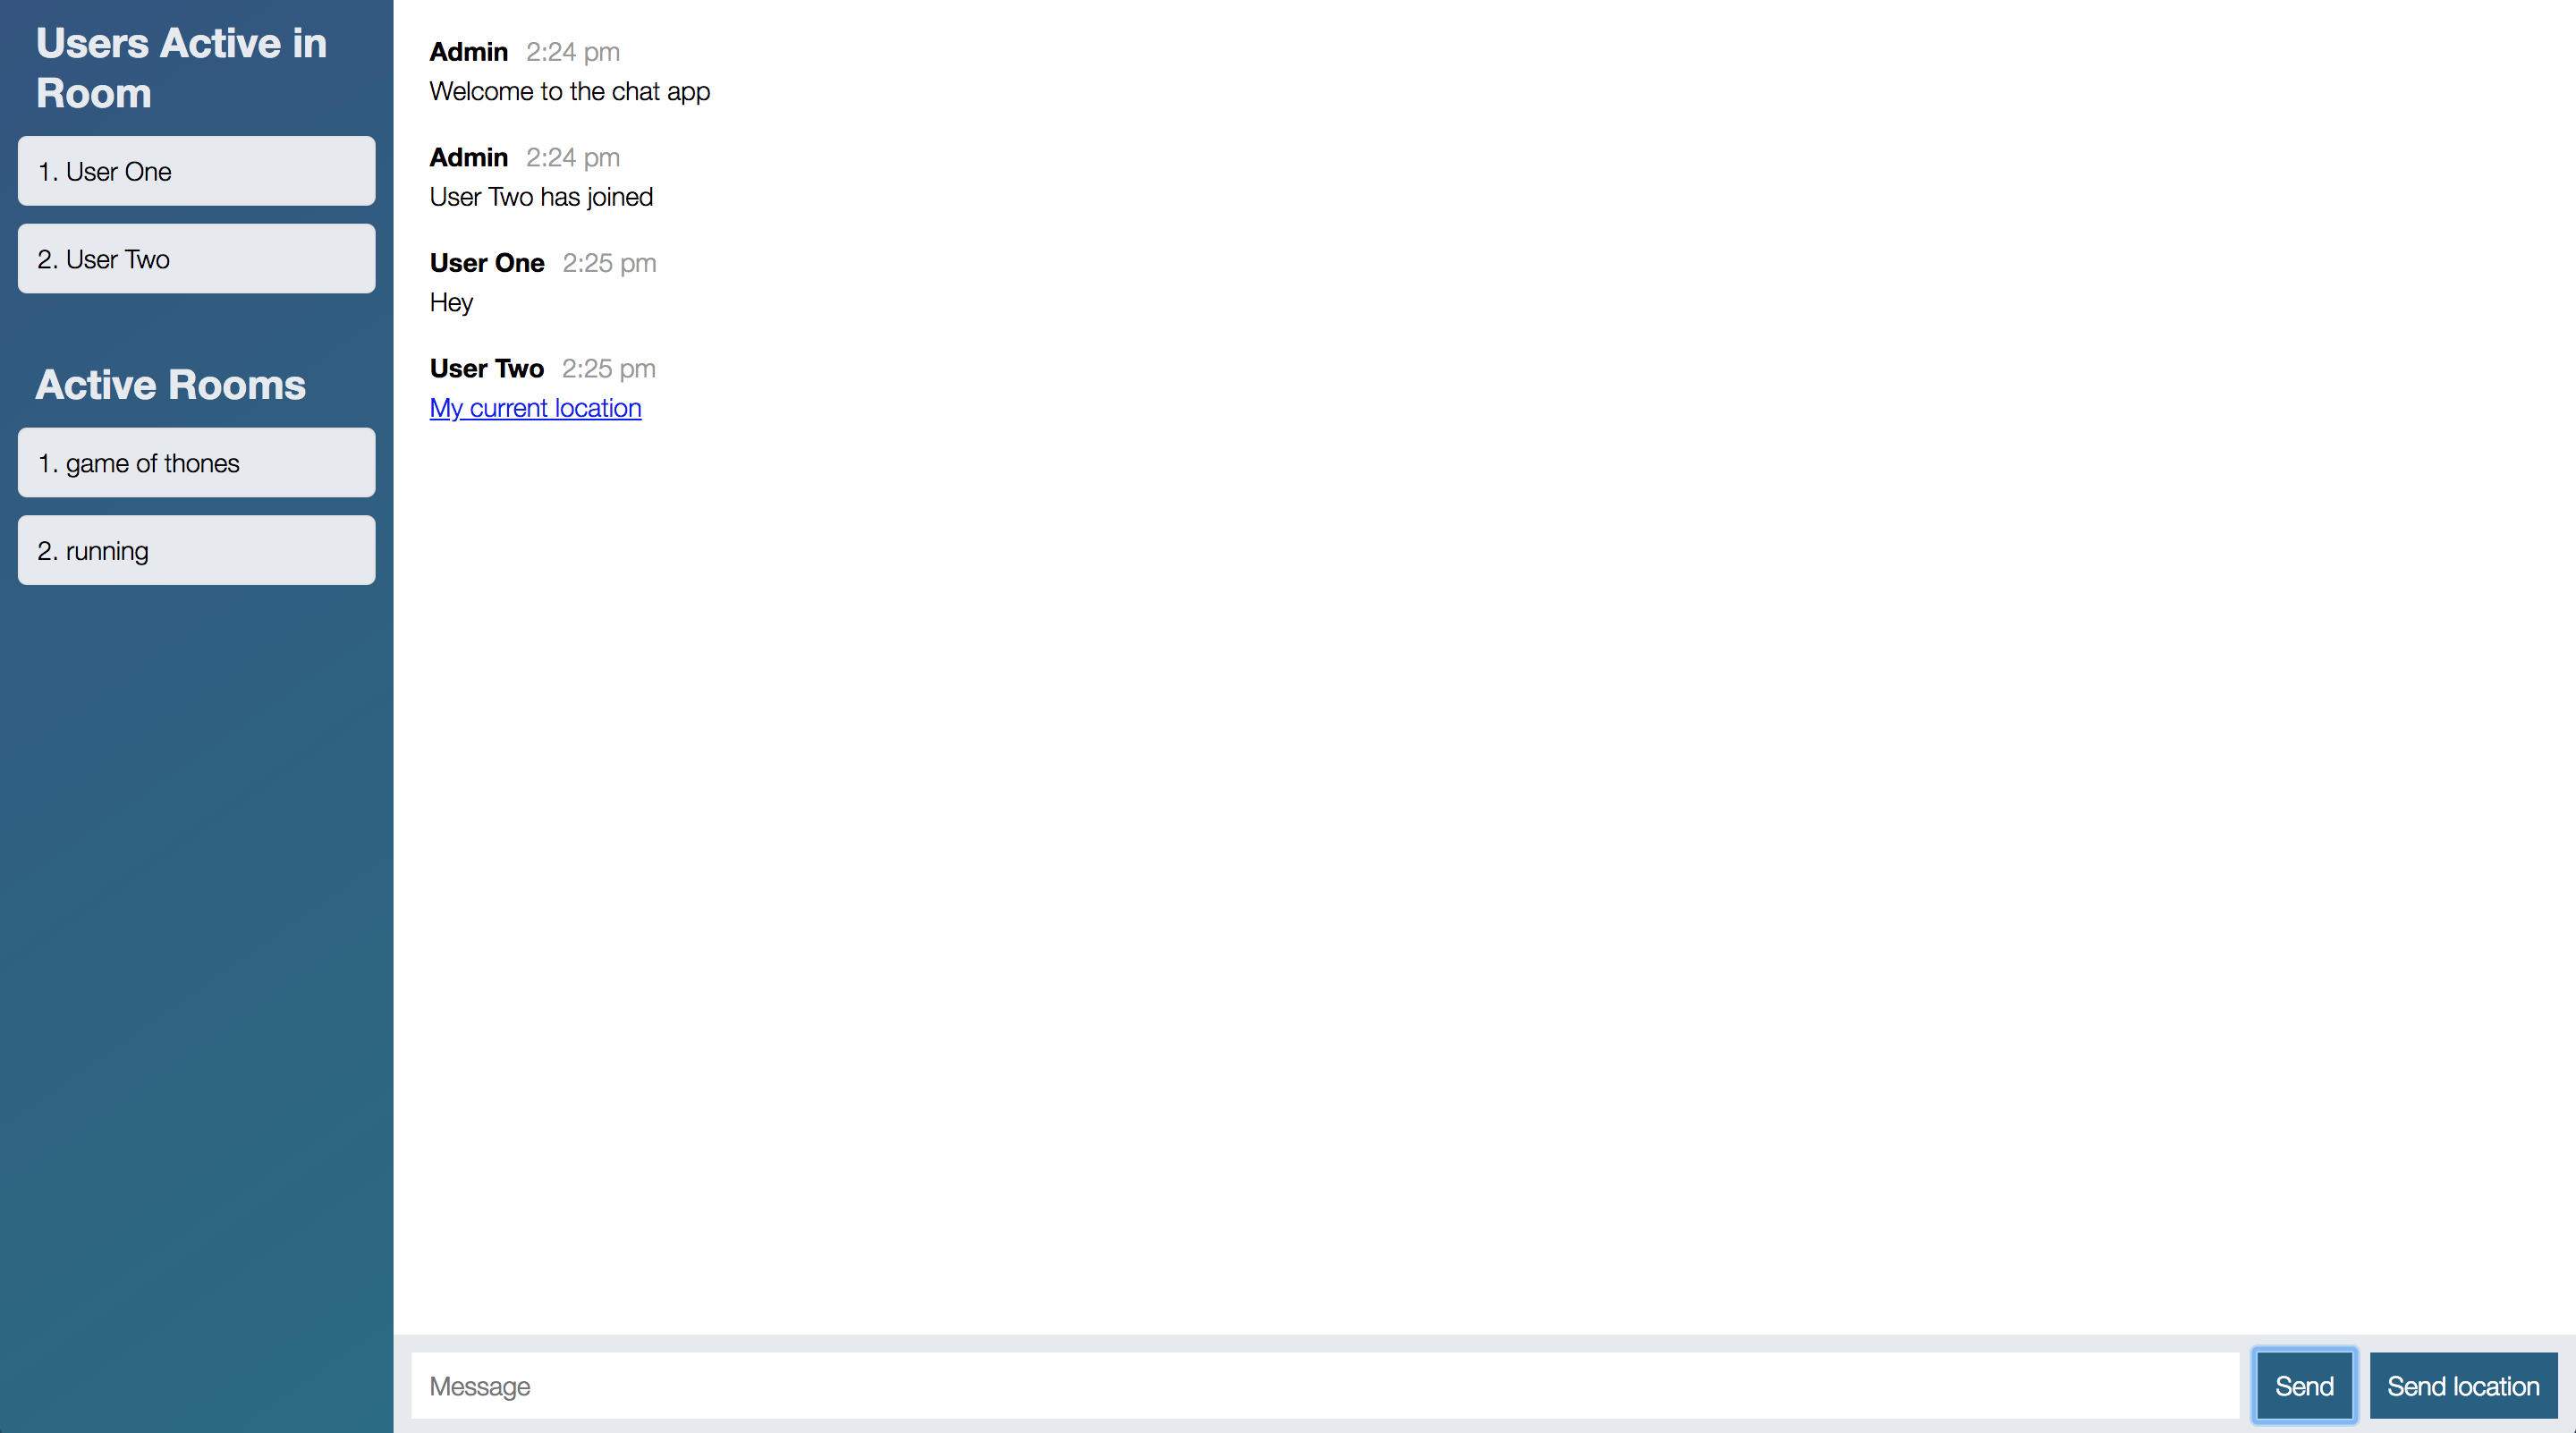 Users Active in
Room
1. User One
2. User Two
Active Rooms
1. game of thones
2. running
Admin 2:24 pm
Welcome to the chat app
Admin 2:24 pm
User Two has joined
User One 2:25 pm
Hey
User Two 2:25 pm
My current location
Message
Send
Send location